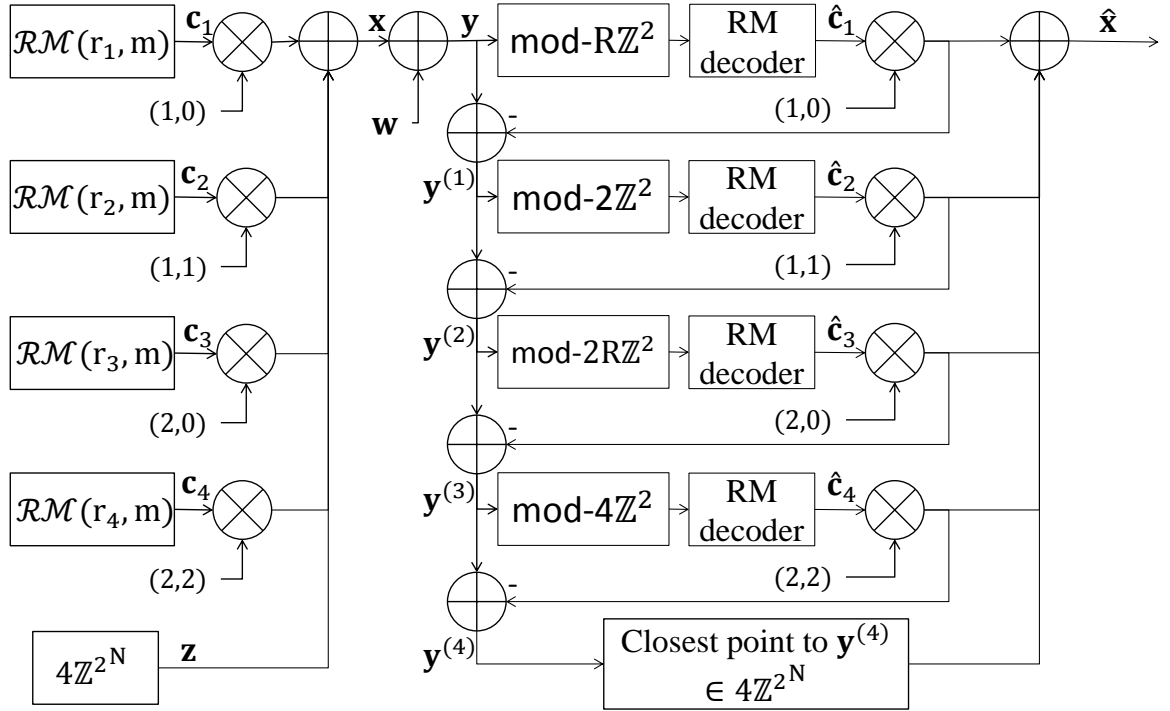 𝐜₁ 𝐱 𝐲 𝐜̂₁ 𝐱̂
ℛℳ(r₁, m) mod-Rℤ² RM decoder
(1,0) 𝐰 - (1,0)
𝐜₂ 𝐲⁽¹⁾ 𝐜̂₂
ℛℳ(r₂, m) mod-2ℤ² RM decoder
(1,1) - (1,1)
𝐜₃ 𝐲⁽²⁾ 𝐜̂₃
ℛℳ(r₃, m) mod-2Rℤ² RM decoder
(2,0) - (2,0)
𝐜₄ 𝐲⁽³⁾ 𝐜̂₄
ℛℳ(r₄, m) mod-4ℤ² RM decoder
(2,2) - (2,2)
4ℤ²ᴺ 𝐳 𝐲⁽⁴⁾ Closest point to 𝐲⁽⁴⁾
∈ 4ℤ²ᴺ